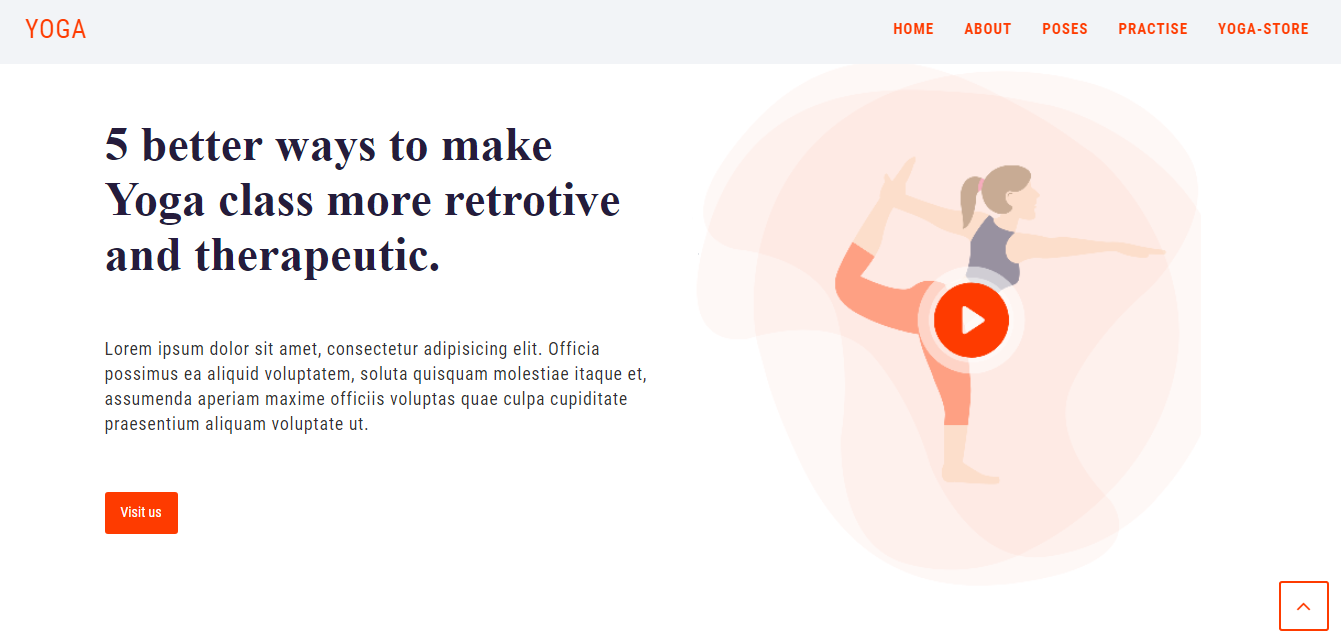 YOGA
HOME ABOUT POSES PRACTISE YOGA-STORE
5 better ways to make
Yoga class more retrotive
and therapeutic.
Lorem ipsum dolor sit amet, consectetur adipisicing elit. Officia
possimus ea aliquid voluptatem, soluta quisquam molestiae itaque et,
assumenda aperiam maxime officiis voluptas quae culpa cupiditate
praesentium aliquam voluptate ut.
Visit us